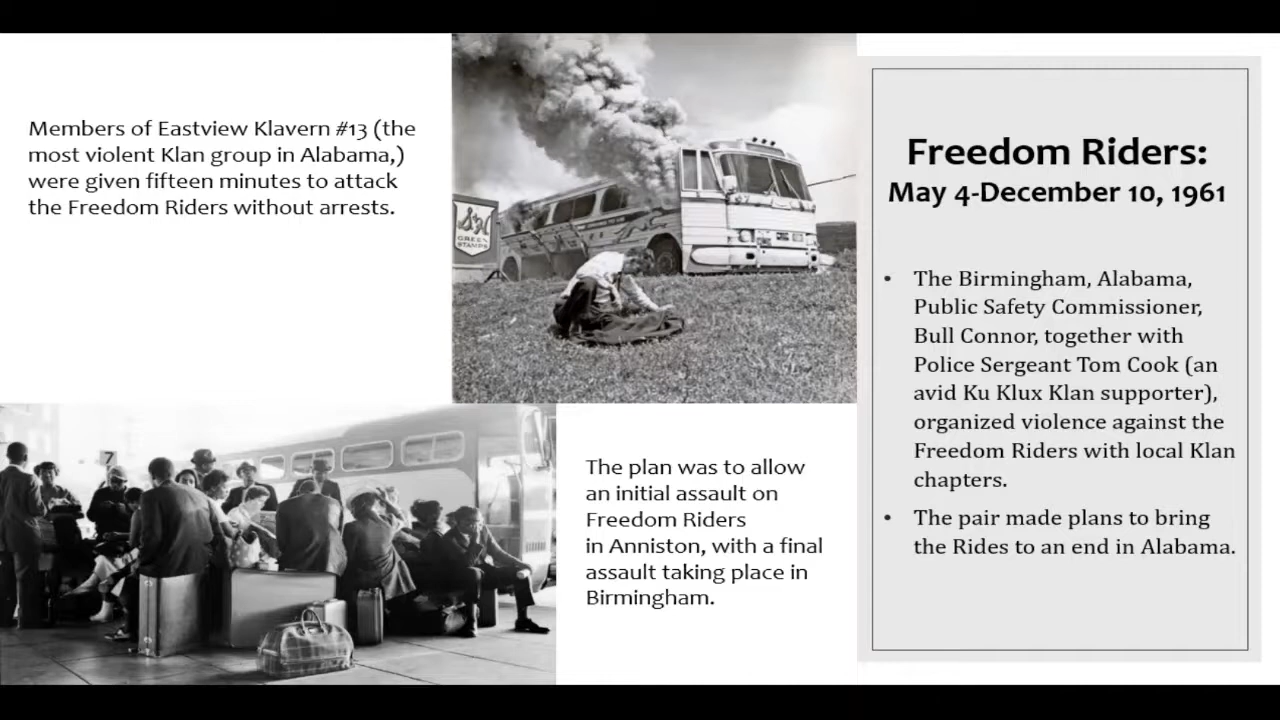 Members of Eastview Klavern #13 (the
most violent Klan group in Alabama,)
were given fifteen minutes to attack
the Freedom Riders without arrests.
S&H
GREEN
STAMPS
7
The plan was to allow
an initial assault on
Freedom Riders
in Anniston, with a final
assault taking place in
Birmingham.
Freedom Riders:
May 4-December 10, 1961
• The Birmingham, Alabama,
Public Safety Commissioner,
Bull Connor, together with
Police Sergeant Tom Cook (an
avid Ku Klux Klan supporter),
organized violence against the
Freedom Riders with local Klan
chapters.
• The pair made plans to bring
the Rides to an end in Alabama.